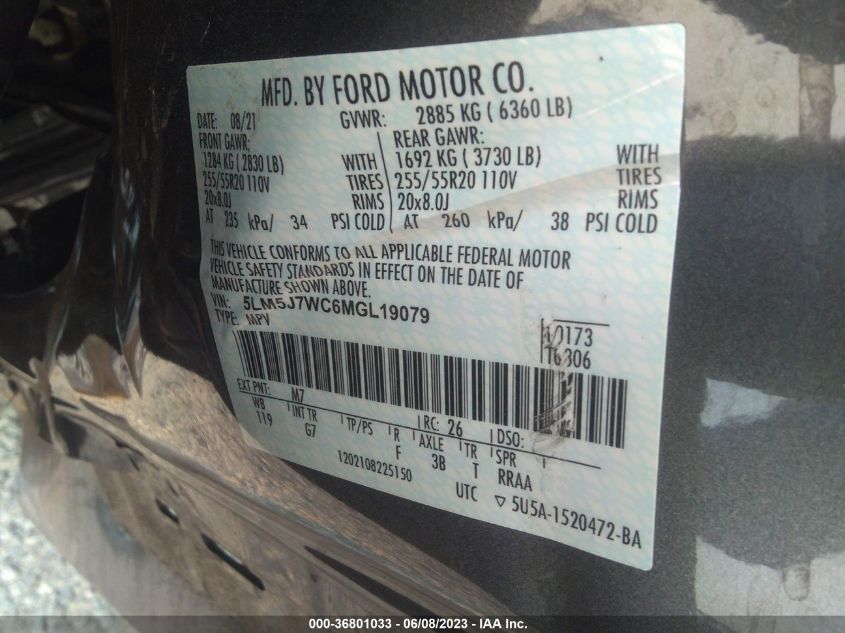 MFD. BY FORD MOTOR CO.
DATE: 08/21 GVWR: 2885 KG ( 6360 LB)
FRONT GAWR: REAR GAWR:
1284 KG ( 2830 LB) WITH 1692 KG ( 3730 LB) WITH
255/55R20 110V TIRES 255/55R20 110V TIRES
20x8.0J RIMS 20x8.0J RIMS
AT 235 kPa/ 34 PSI COLD AT 260 kPa/ 38 PSI COLD
THIS VEHICLE CONFORMS TO ALL APPLICABLE FEDERAL MOTOR
VEHICLE SAFETY STANDARDS IN EFFECT ON THE DATE OF
MANUFACTURE SHOWN ABOVE.
VIN: 5LM5J7WC6MGL19079
TYPE: MPV
10173
T6306
EXT PNT: M7 RC: 26 DSO:
WB INT TR TP/PS R AXLE TR SPR
119 G7 F 3B T RRAA
1202108225150 UTC ▽ 5U5A-1520472-BA
000-36801033 - 06/08/2023 - IAA Inc.